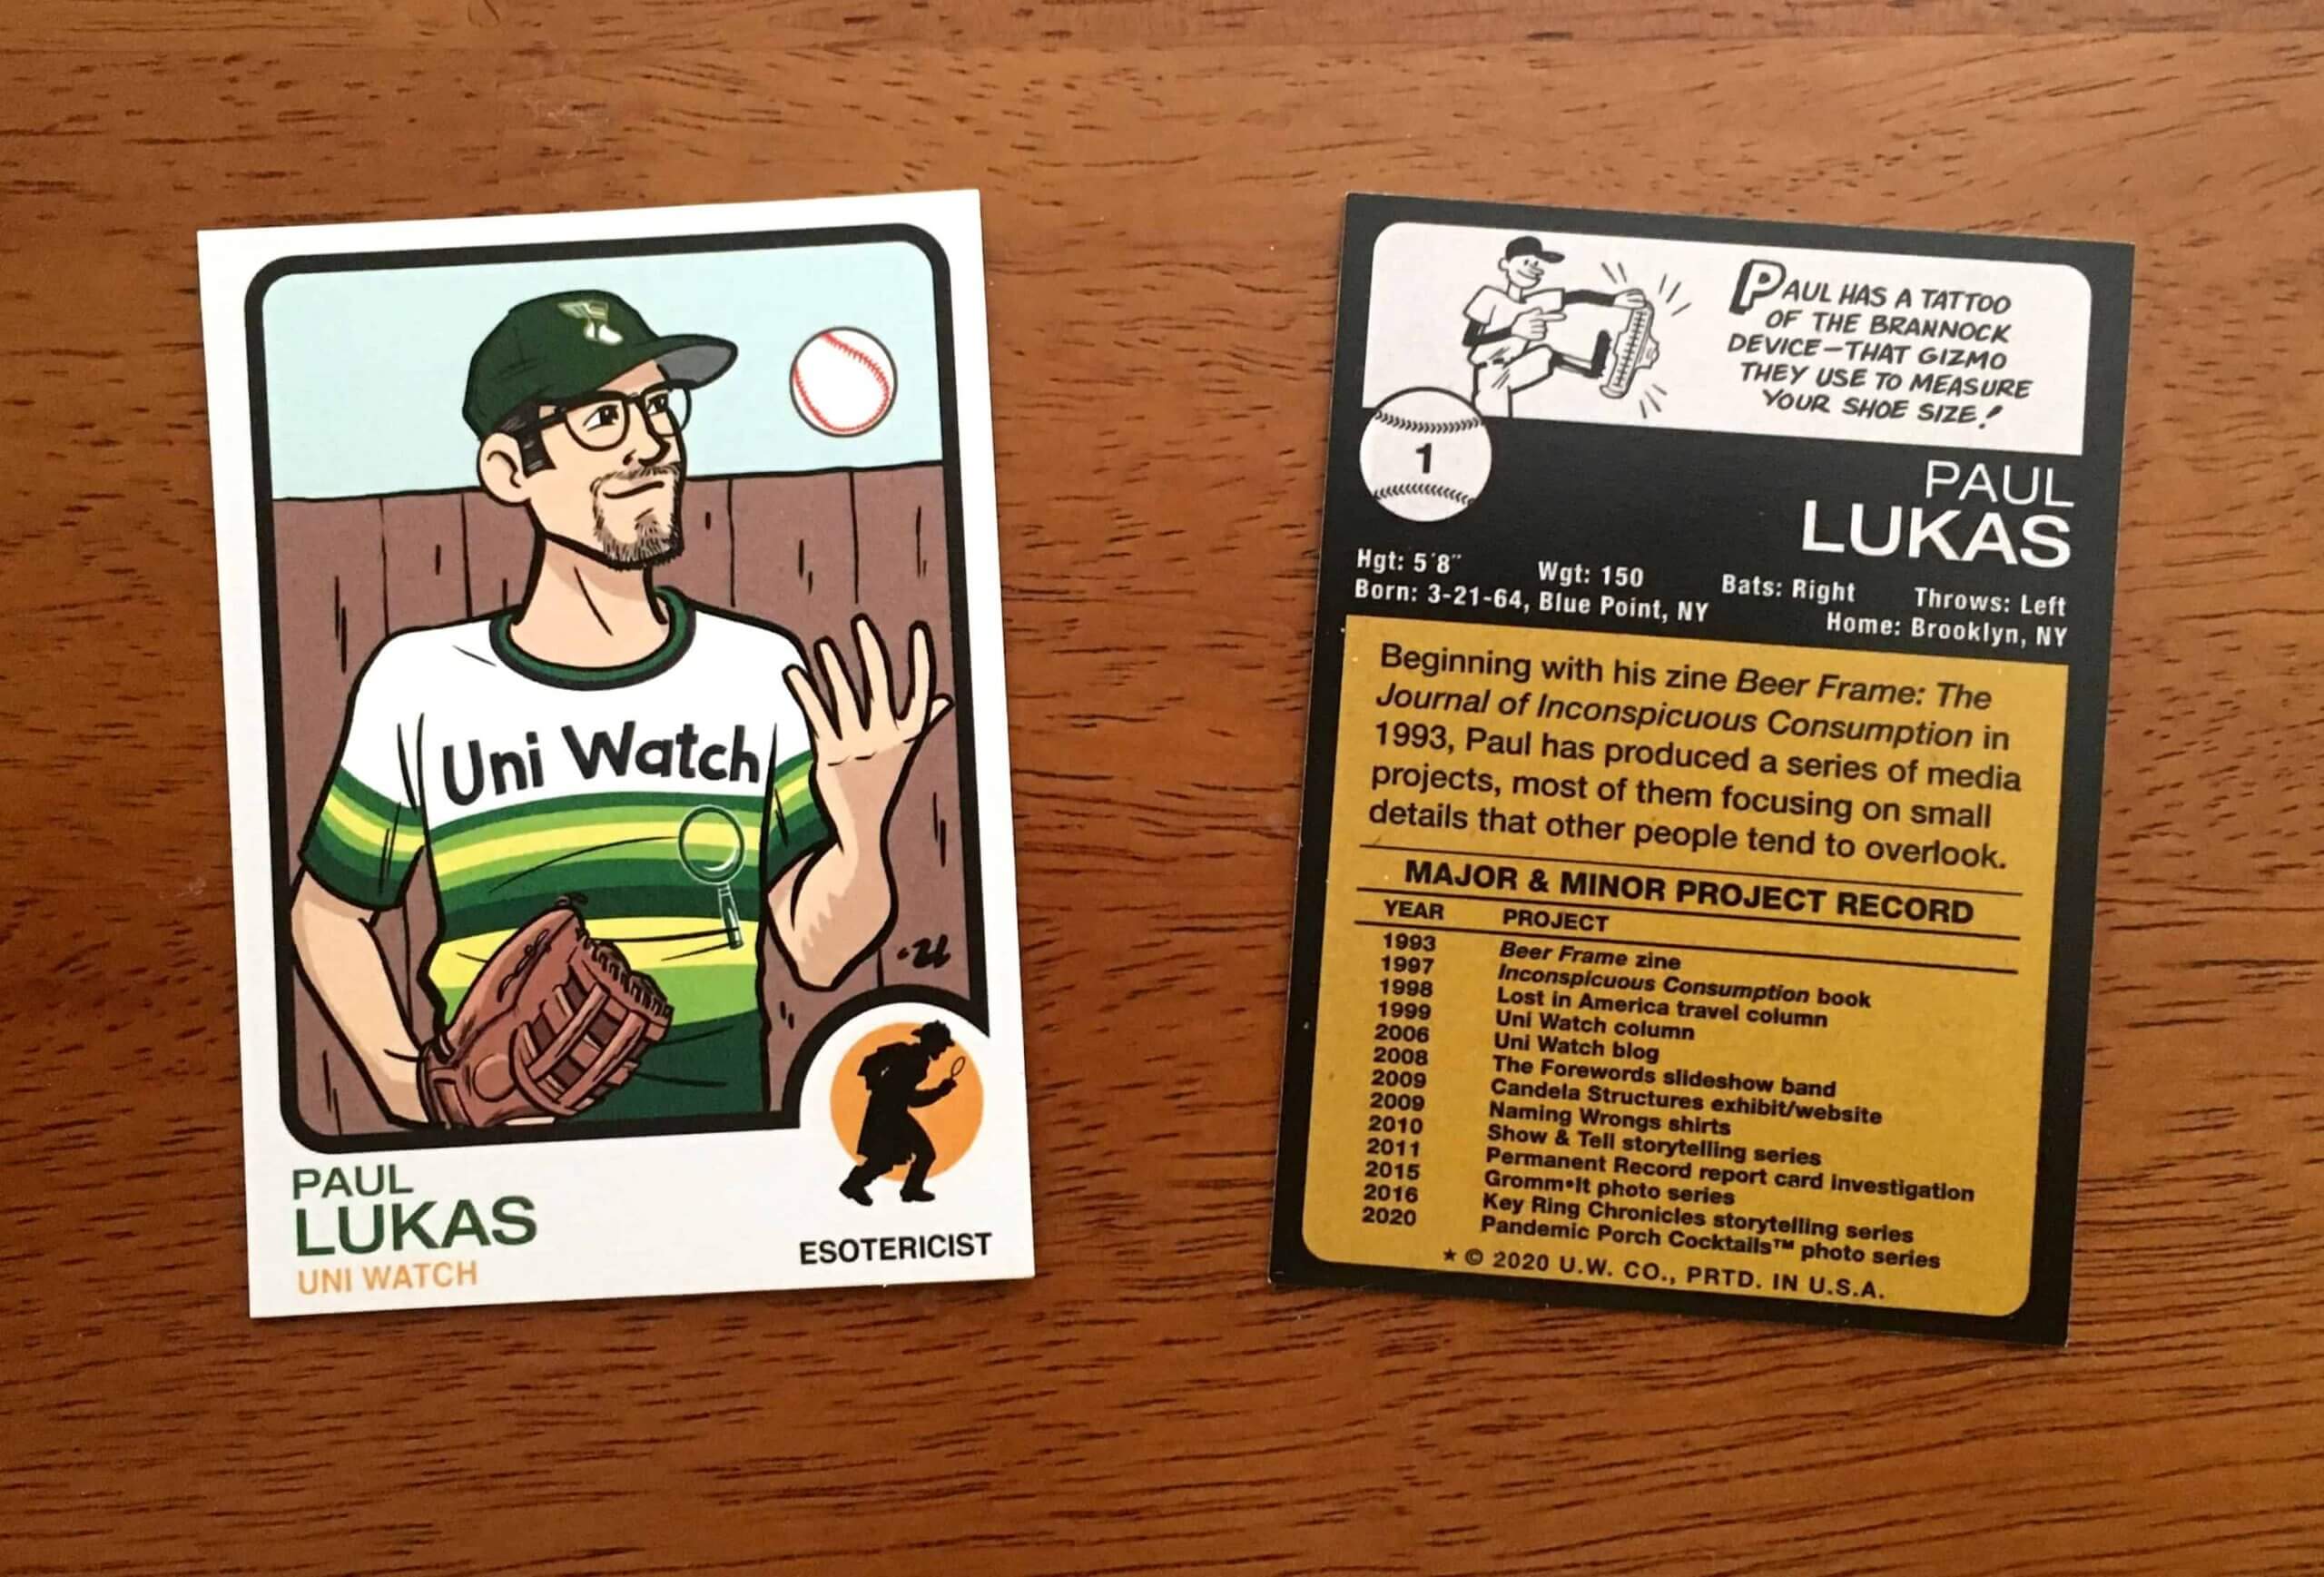 Uni Watch
PAUL
LUKAS
UNI WATCH
ESOTERICIST
PAUL HAS A TATTOO
OF THE BRANNOCK
DEVICE—THAT GIZMO
THEY USE TO MEASURE
YOUR SHOE SIZE!
1
PAUL
LUKAS
Hgt: 5'8" Wgt: 150 Bats: Right Throws: Left
Born: 3-21-64, Blue Point, NY Home: Brooklyn, NY
Beginning with his zine Beer Frame: The
Journal of Inconspicuous Consumption in
1993, Paul has produced a series of media
projects, most of them focusing on small
details that other people tend to overlook.
MAJOR & MINOR PROJECT RECORD
YEAR PROJECT
1993 Beer Frame zine
1997 Inconspicuous Consumption book
1998 Lost in America travel column
1999 Uni Watch column
2006 Uni Watch blog
2008 The Forewords slideshow band
2009 Candela Structures exhibit/website
2009 Naming Wrongs shirts
2010 Show & Tell storytelling series
2011 Permanent Record report card investigation
2015 Gromm•It photo series
2016 Key Ring Chronicles storytelling series
2020 Pandemic Porch Cocktails™ photo series
★ © 2020 U.W. CO., PRTD. IN U.S.A.